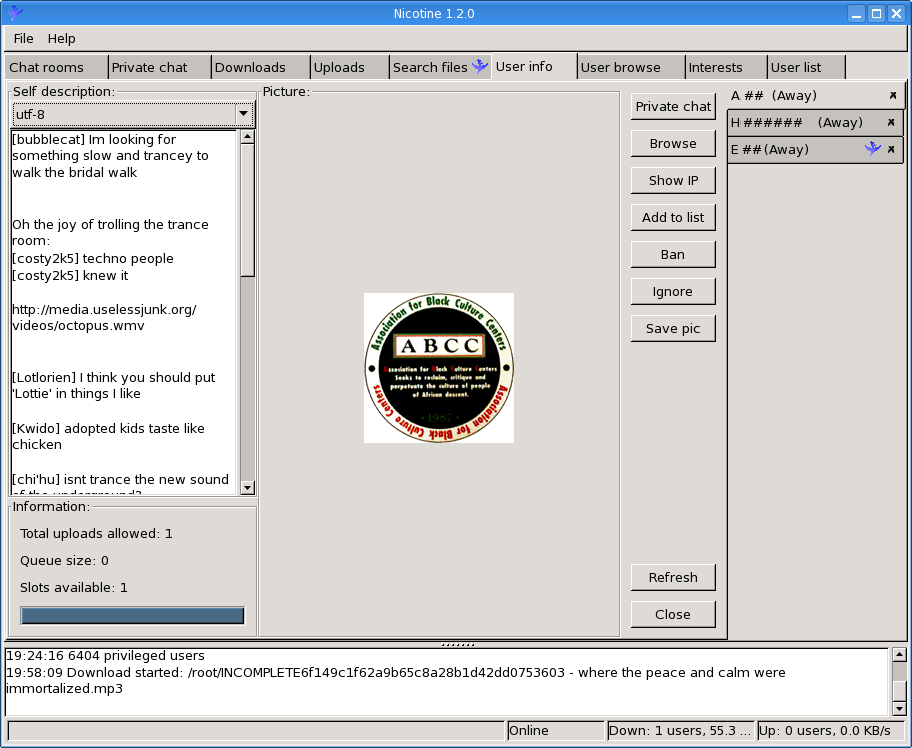 Nicotine 1.2.0
File Help
Chat rooms Private chat Downloads Uploads Search files User info User browse Interests User list
Self description:
utf-8
[bubblecat] Im looking for
something slow and trancey to
walk the bridal walk
Oh the joy of trolling the trance
room:
[costy2k5] techno people
[costy2k5] knew it
http://media.uselessjunk.org/
videos/octopus.wmv
[Lotlorien] I think you should put
'Lottie' in things I like
[Kwido] adopted kids taste like
chicken
[chi'hu] isnt trance the new sound
of the underground?
Information:
Total uploads allowed: 1
Queue size: 0
Slots available: 1
Picture:
Association for Black Culture Centers
ABCC
Association for Black Culture Centers
Seeks to reclaim, critique and
perpetuate the culture of people
of African descent.
1987
Association for Black Culture Centers
Private chat
Browse
Show IP
Add to list
Ban
Ignore
Save pic
Refresh
Close
A ## (Away)
H ###### (Away)
E ## (Away)
19:24:16 6404 privileged users
19:58:09 Download started: /root/INCOMPLETE6f149c1f62a9b65c8a28b1d42dd0753603 - where the peace and calm were
immortalized.mp3
Online Down: 1 users, 55.3 ... Up: 0 users, 0.0 KB/s